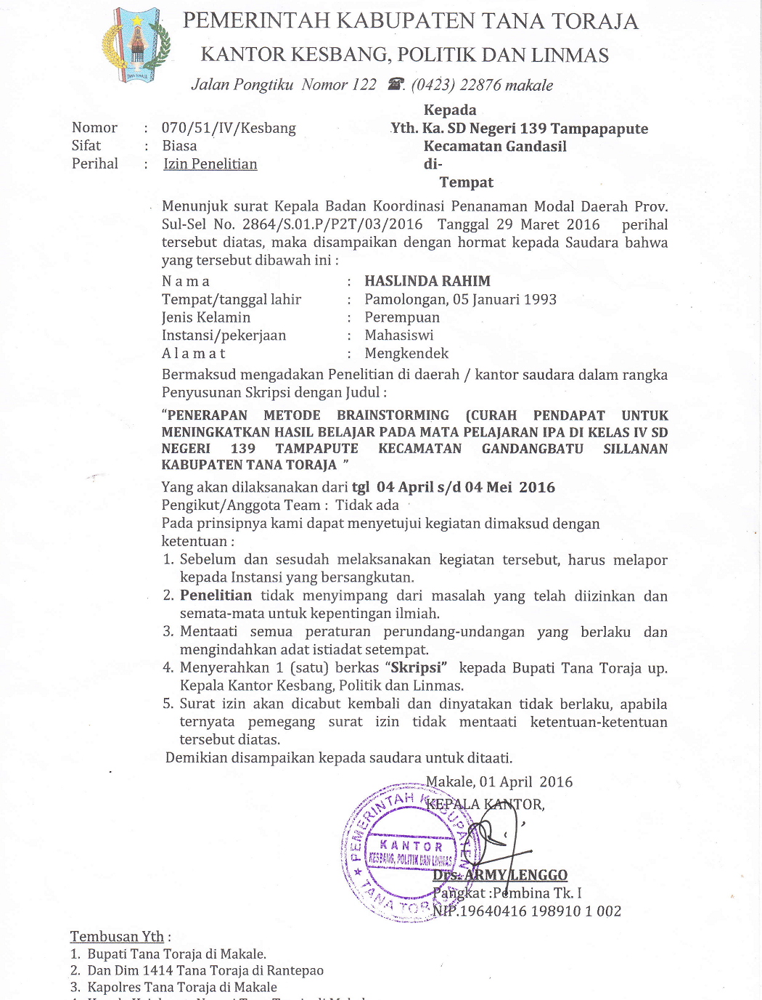 PEMERINTAH KABUPATEN TANA TORAJA
KANTOR KESBANG, POLITIK DAN LINMAS
Jalan Pongtiku Nomor 122 ☎. (0423) 22876 makale
TANA TORAJA
Kepada
Nomor : 070/51/IV/Kesbang
Yth. Ka. SD Negeri 139 Tampapapute
Sifat : Biasa
Kecamatan Gandasil
Perihal : Izin Penelitian
di-
Tempat
Menunjuk surat Kepala Badan Koordinasi Penanaman Modal Daerah Prov.
Sul-Sel No. 2864/S.01.P/P2T/03/2016 Tanggal 29 Maret 2016 perihal
tersebut diatas, maka disampaikan dengan hormat kepada Saudara bahwa
yang tersebut dibawah ini :
N a m a : HASLINDA RAHIM
Tempat/tanggal lahir : Pamolongan, 05 Januari 1993
Jenis Kelamin : Perempuan
Instansi/pekerjaan : Mahasiswi
A l a m a t : Mengkendek
Bermaksud mengadakan Penelitian di daerah / kantor saudara dalam rangka
Penyusunan Skripsi dengan Judul :
“PENERAPAN METODE BRAINSTORMING (CURAH PENDAPAT UNTUK
MENINGKATKAN HASIL BELAJAR PADA MATA PELAJARAN IPA DI KELAS IV SD
NEGERI 139 TAMPAPUTE KECAMATAN GANDANGBATU SILLANAN
KABUPATEN TANA TORAJA ”
Yang akan dilaksanakan dari tgl 04 April s/d 04 Mei 2016
Pengikut/Anggota Team : Tidak ada
Pada prinsipnya kami dapat menyetujui kegiatan dimaksud dengan
ketentuan :
1. Sebelum dan sesudah melaksanakan kegiatan tersebut, harus melapor
kepada Instansi yang bersangkutan.
2. Penelitian tidak menyimpang dari masalah yang telah diizinkan dan
semata-mata untuk kepentingan ilmiah.
3. Mentaati semua peraturan perundang-undangan yang berlaku dan
mengindahkan adat istiadat setempat.
4. Menyerahkan 1 (satu) berkas “Skripsi” kepada Bupati Tana Toraja up.
Kepala Kantor Kesbang, Politik dan Linmas.
5. Surat izin akan dicabut kembali dan dinyatakan tidak berlaku, apabila
ternyata pemegang surat izin tidak mentaati ketentuan-ketentuan
tersebut diatas.
Demikian disampaikan kepada saudara untuk ditaati.
Makale, 01 April 2016
KEPALA KANTOR,
PEMERINTAH KABUPATEN
KANTOR
KESBANG, POLITIK DAN LINMAS
TANA TORAJA
Drs. ARMY LENGGO
Pangkat :Pembina Tk. I
NIP.19640416 198910 1 002
Tembusan Yth :
1. Bupati Tana Toraja di Makale.
2. Dan Dim 1414 Tana Toraja di Rantepao
3. Kapolres Tana Toraja di Makale